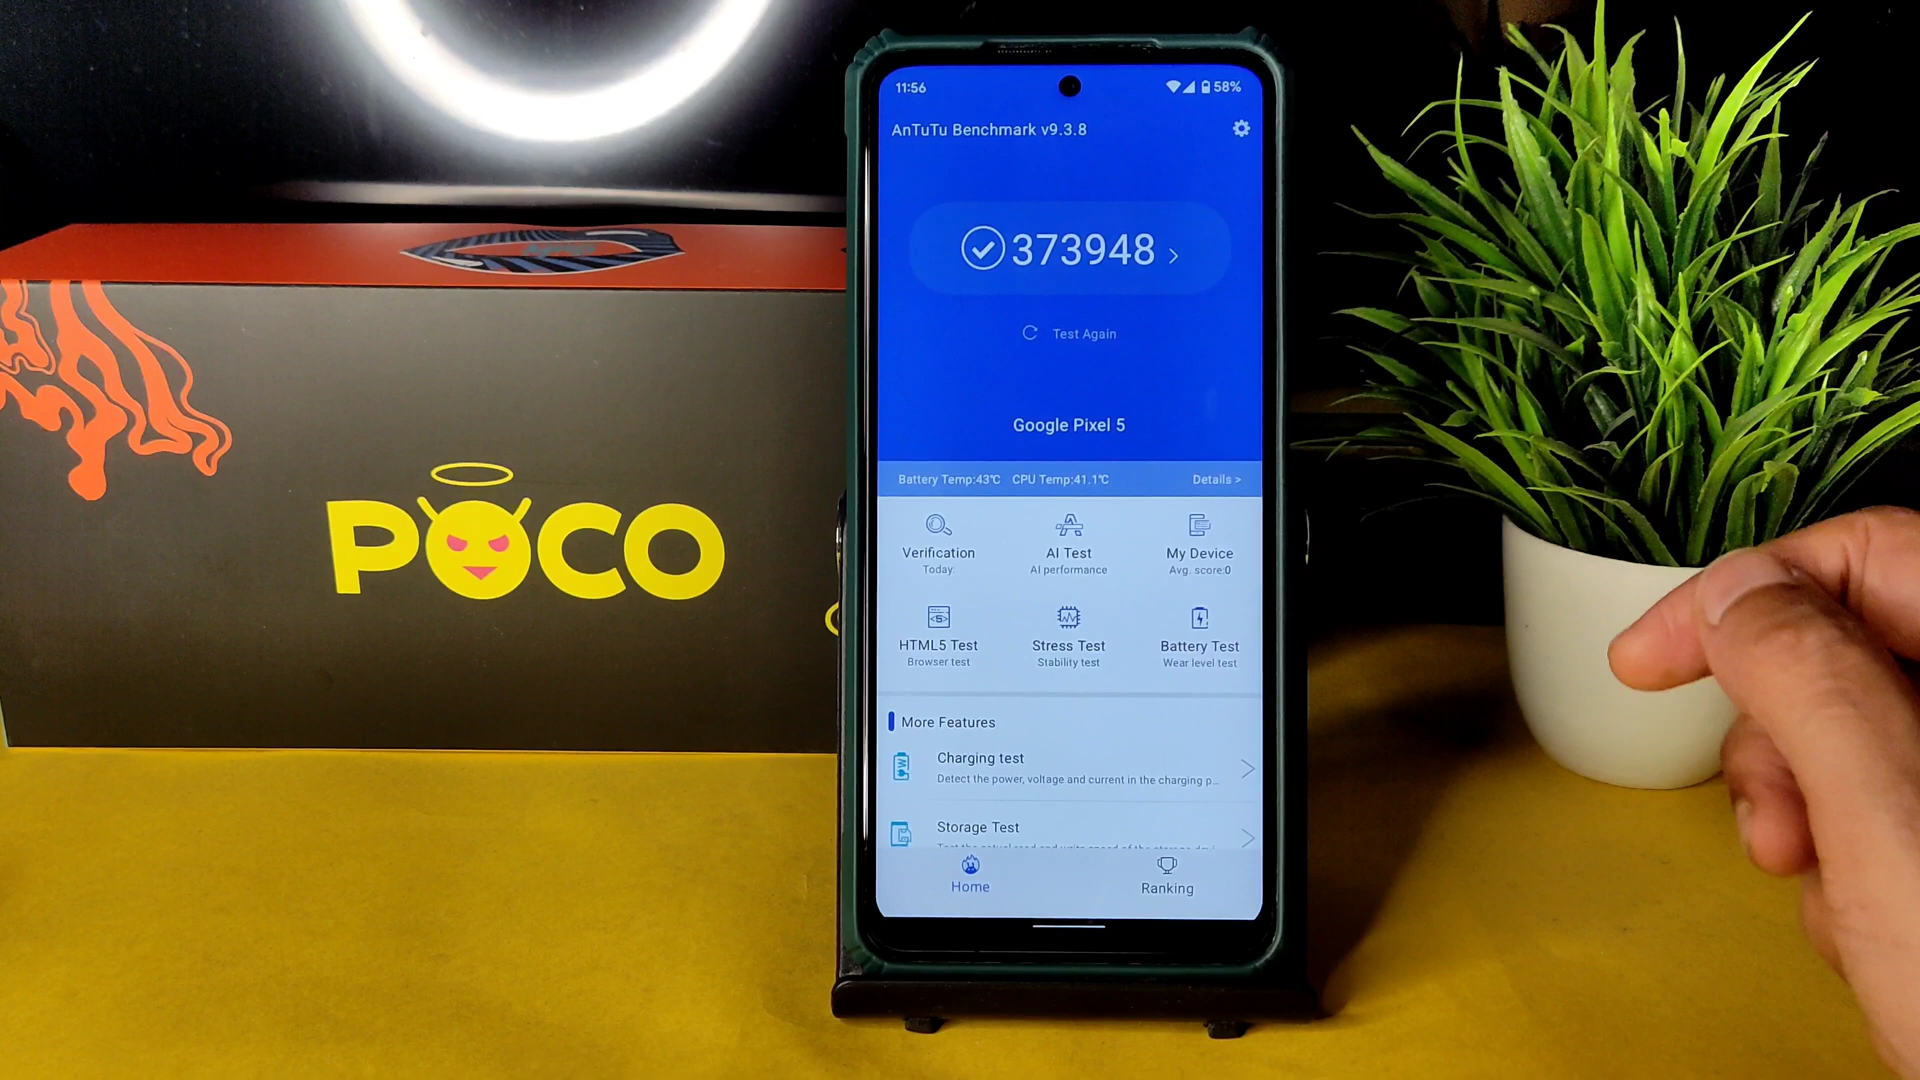 POCO
11:56
58%
AnTuTu Benchmark v9.3.8
373948 >
Test Again
Google Pixel 5
Battery Temp:43℃ CPU Temp:41.1℃ Details >
Verification
Today:
AI Test
AI performance
My Device
Avg. score:0
HTML5 Test
Browser test
Stress Test
Stability test
Battery Test
Wear level test
More Features
Charging test
Detect the power, voltage and current in the charging p...
Storage Test
Home
Ranking